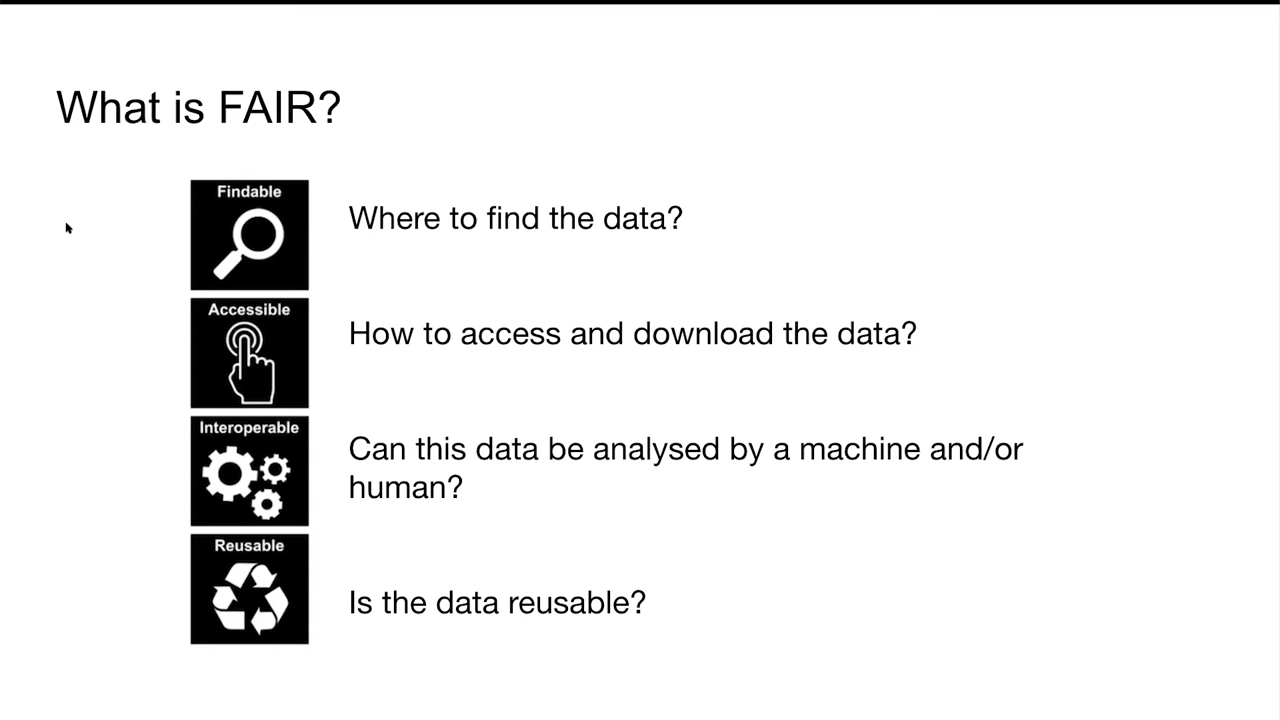 What is FAIR?
Findable
Where to find the data?
Accessible
How to access and download the data?
Interoperable
Can this data be analysed by a machine and/or
human?
Reusable
Is the data reusable?